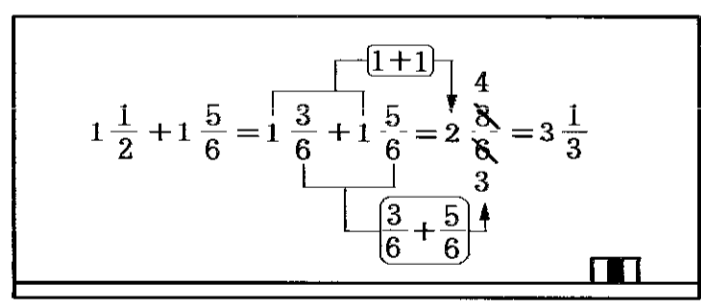 1+1
4
1 1/2 + 1 5/6 = 1 3/6 + 1 5/6 = 2 8/6 = 3 1/3
3
3/6 + 5/6